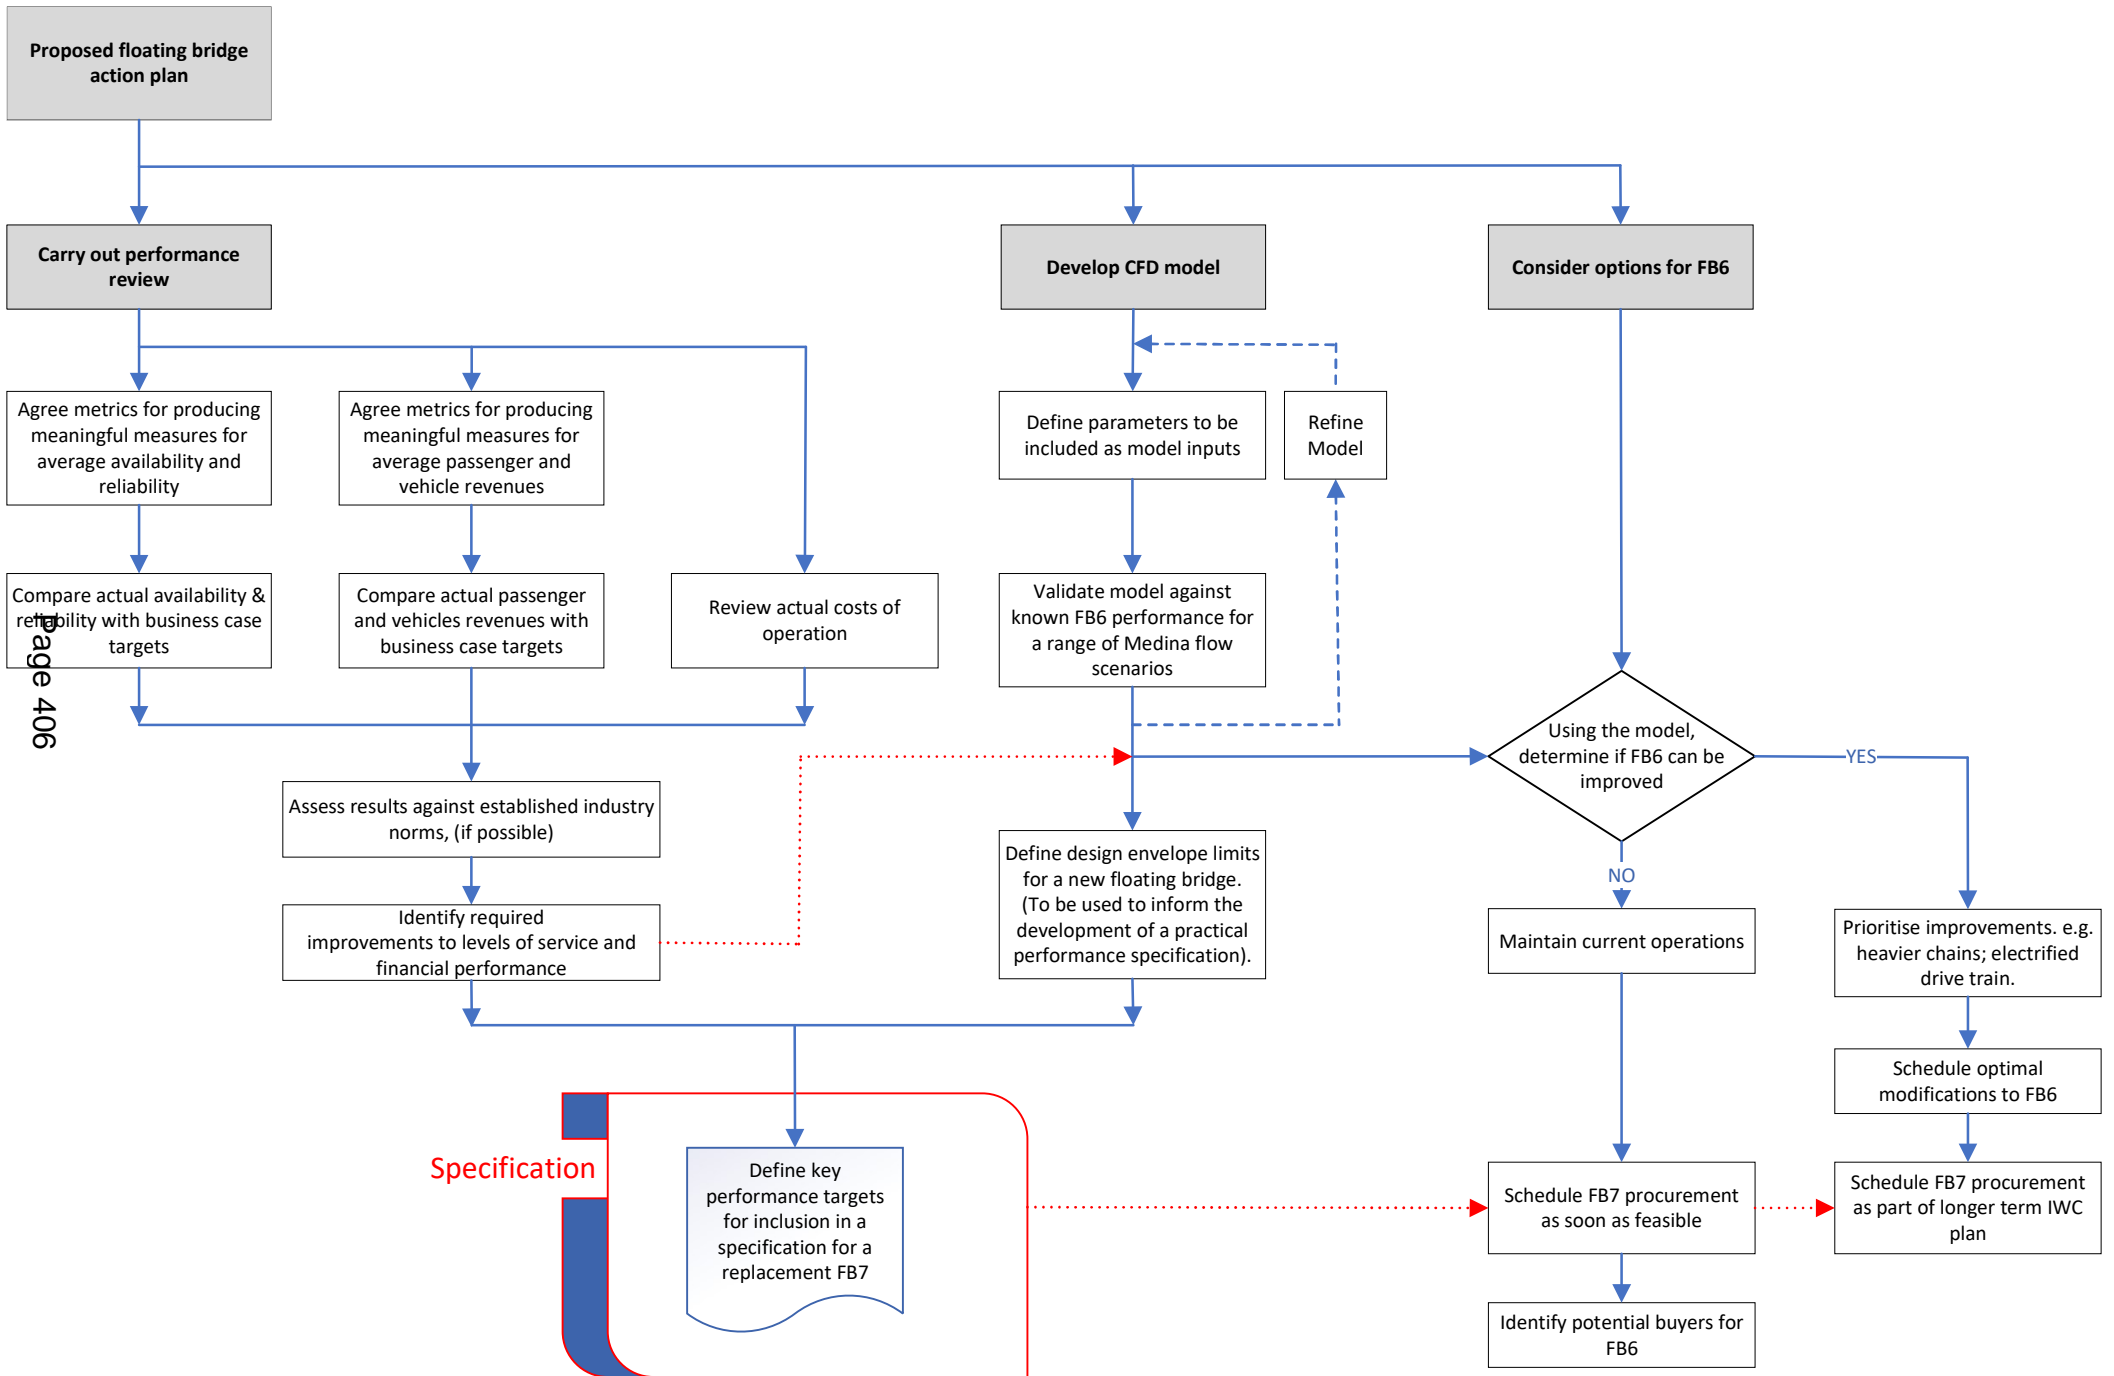 Proposed floating bridge
action plan
Carry out performance
review
Develop CFD model
Consider options for FB6
Agree metrics for producing
meaningful measures for
average availability and
reliability
Agree metrics for producing
meaningful measures for
average passenger and
vehicle revenues
Define parameters to be
included as model inputs
Refine
Model
Compare actual availability &
reliability with business case
targets
Compare actual passenger
and vehicles revenues with
business case targets
Review actual costs of
operation
Validate model against
known FB6 performance for
a range of Medina flow
scenarios
Page 406
Using the model,
determine if FB6 can be
improved
YES
NO
Assess results against established industry
norms, (if possible)
Identify required
improvements to levels of service and
financial performance
Define design envelope limits
for a new floating bridge.
(To be used to inform the
development of a practical
performance specification).
Maintain current operations
Prioritise improvements. e.g.
heavier chains; electrified
drive train.
Schedule optimal
modifications to FB6
Specification
Define key
performance targets
for inclusion in a
specification for a
replacement FB7
Schedule FB7 procurement
as soon as feasible
Schedule FB7 procurement
as part of longer term IWC
plan
Identify potential buyers for
FB6